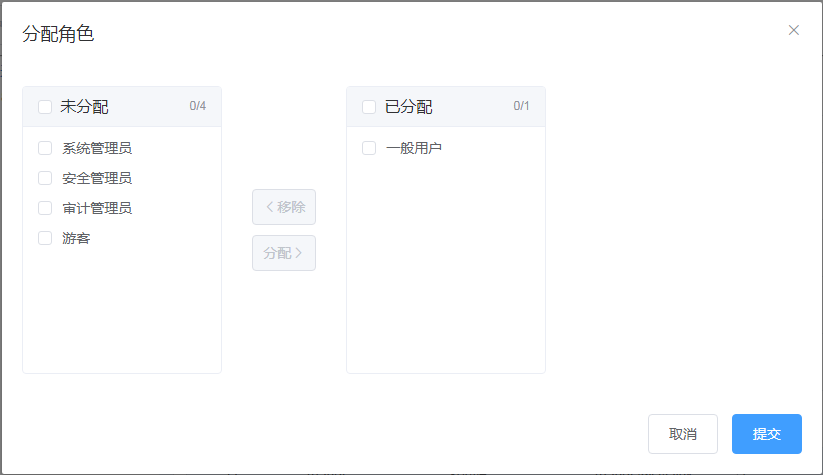 分配角色
未分配 0/4
系统管理员
安全管理员
审计管理员
游客
移除
分配
已分配 0/1
一般用户
取消 提交